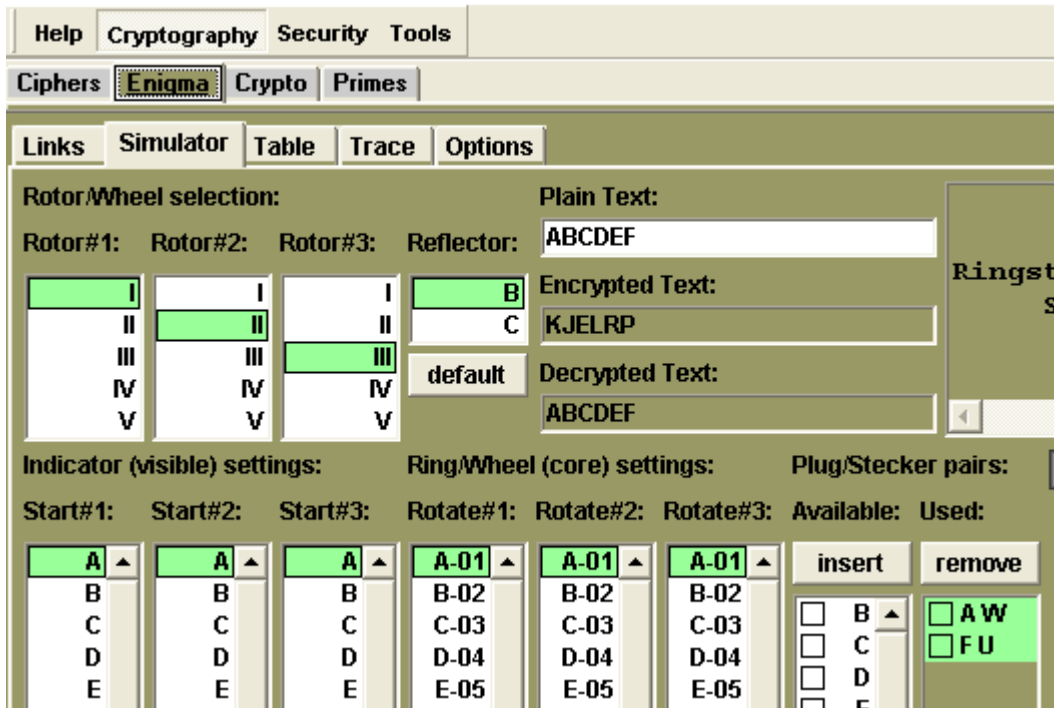 Help Cryptography Security Tools
Ciphers Enigma Crypto Primes
Links Simulator Table Trace Options
Rotor/Wheel selection:
Rotor#1: Rotor#2: Rotor#3: Reflector:
I I I B
II II II C
III III III
IV IV IV
V V V
default
Plain Text:
ABCDEF
Encrypted Text:
KJELRP
Decrypted Text:
ABCDEF
Ringst
S
Indicator (visible) settings: Ring/Wheel (core) settings: Plug/Stecker pairs:
Start#1: Start#2: Start#3: Rotate#1: Rotate#2: Rotate#3: Available: Used:
insert remove
A A A A-01 A-01 A-01
B B B B-02 B-02 B-02 B A W
C C C C-03 C-03 C-03 C F U
D D D D-04 D-04 D-04 D
E E E E-05 E-05 E-05